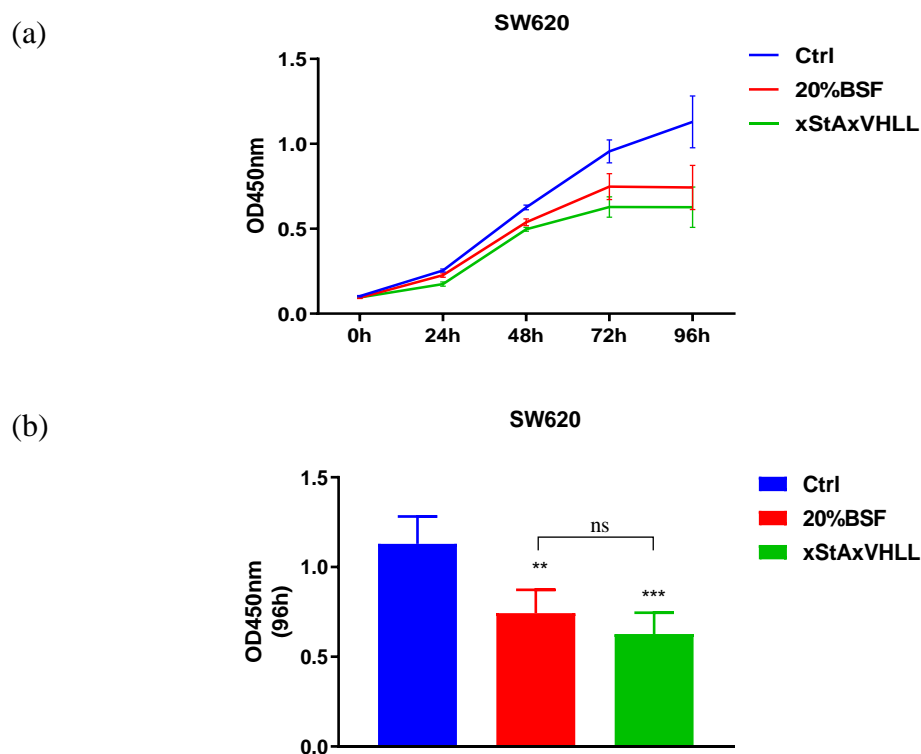 (a)
SW620
Ctrl
20%BSF
xStAxVHLL
OD450nm
1.5
1.0
0.5
0.0
0h 24h 48h 72h 96h
(b)
SW620
Ctrl
20%BSF
xStAxVHLL
OD450nm
(96h)
1.5
1.0
0.5
0.0
ns
**
***